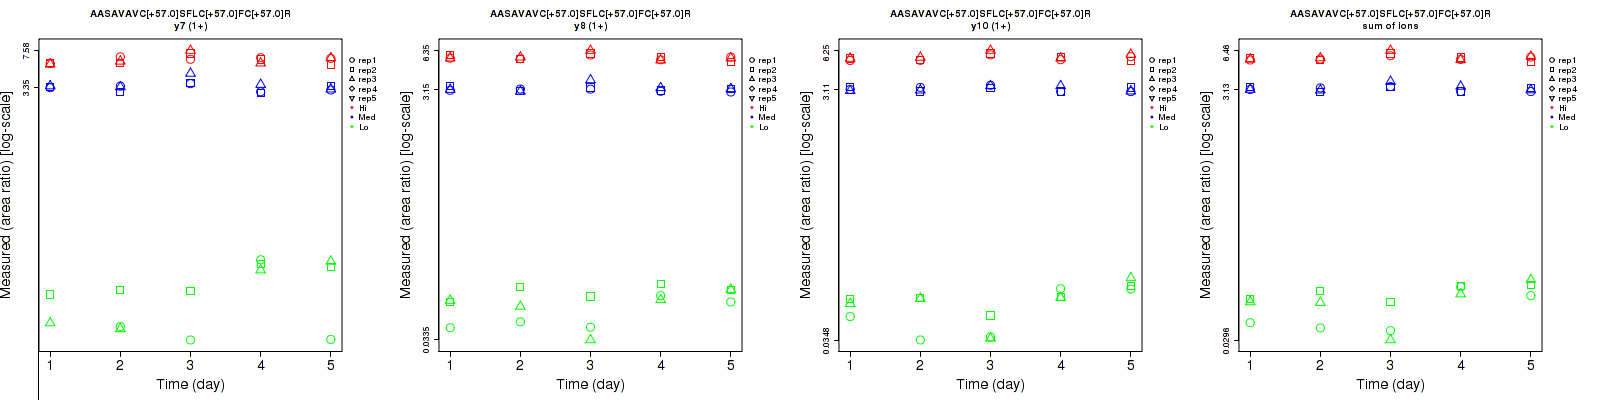 AASAVAVC[+57.0]SFLC[+57.0]FC[+57.0]R
y7 (1+)
Measured (area ratio) [log-scale]
7.58
3.35
1 2 3 4 5
Time (day)
rep1
rep2
rep3
rep4
rep5
Hi
Med
Lo
AASAVAVC[+57.0]SFLC[+57.0]FC[+57.0]R
y8 (1+)
Measured (area ratio) [log-scale]
6.35
3.15
0.0335
1 2 3 4 5
Time (day)
rep1
rep2
rep3
rep4
rep5
Hi
Med
Lo
AASAVAVC[+57.0]SFLC[+57.0]FC[+57.0]R
y10 (1+)
Measured (area ratio) [log-scale]
6.25
3.11
0.0348
1 2 3 4 5
Time (day)
rep1
rep2
rep3
rep4
rep5
Hi
Med
Lo
AASAVAVC[+57.0]SFLC[+57.0]FC[+57.0]R
sum of ions
Measured (area ratio) [log-scale]
6.46
3.13
0.0296
1 2 3 4 5
Time (day)
rep1
rep2
rep3
rep4
rep5
Hi
Med
Lo